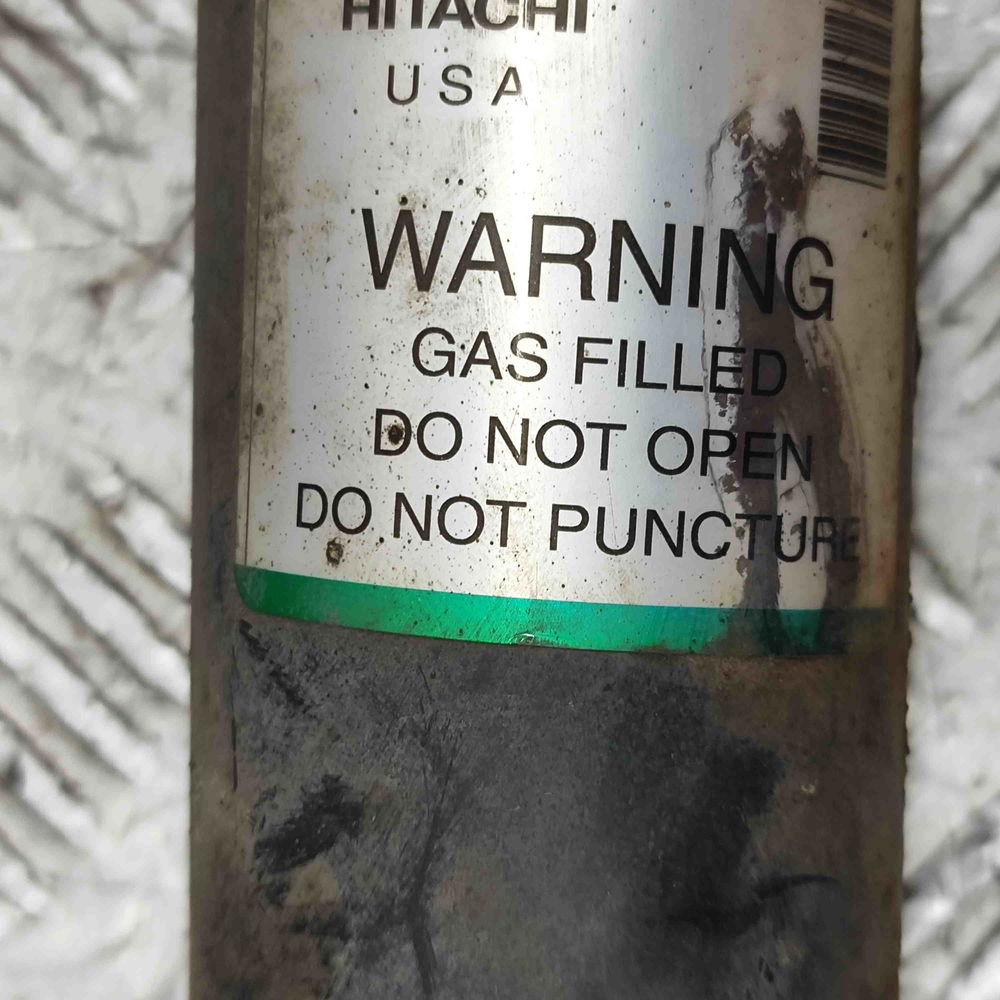 HITACHI
USA
WARNING
GAS FILLED
DO NOT OPEN
DO NOT PUNCTURE